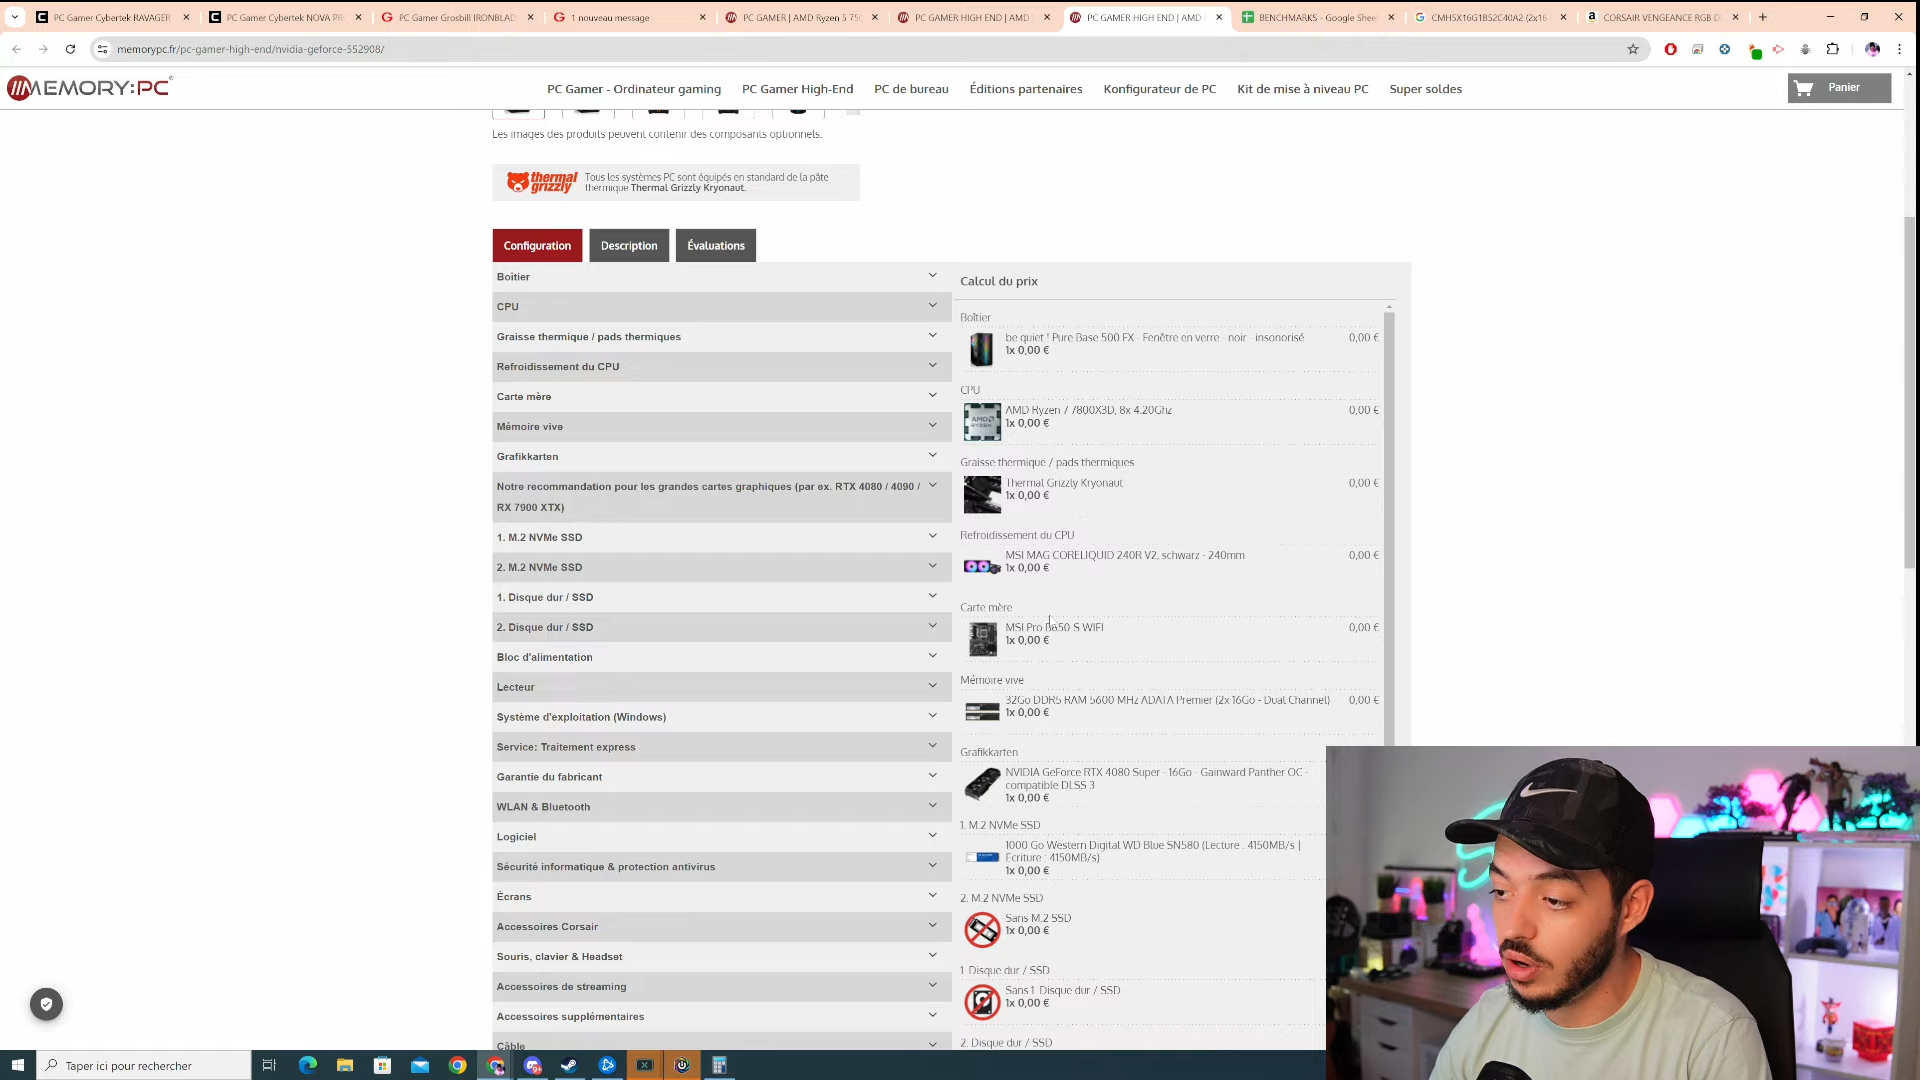 PC Gamer Cybertek RAVAGER
PC Gamer Cybertek NOVA PR
PC Gamer Grosbill IRONBLAD
1 nouveau message
PC GAMER | AMD Ryzen 5 75
PC GAMER HIGH END | AMD
PC GAMER HIGH END | AMD
BENCHMARKS - Google Shee
CMH5X16G1B52C40A2 (2x16
CORSAIR VENGEANCE RGB D
memorypc.fr/pc-gamer-high-end/nvidia-geforce-552908/
MEMORY:PC
PC Gamer - Ordinateur gaming
PC Gamer High-End
PC de bureau
Éditions partenaires
Konfigurateur de PC
Kit de mise à niveau PC
Super soldes
Panier
Les images des produits peuvent contenir des composants optionnels.
thermal grizzly
Tous les systèmes PC sont équipés en standard de la pâte
thermique Thermal Grizzly Kryonaut.
Configuration
Description
Évaluations
Boîtier
CPU
Graisse thermique / pads thermiques
Refroidissement du CPU
Carte mère
Mémoire vive
Grafikkarten
Notre recommandation pour les grandes cartes graphiques (par ex. RTX 4080 / 4090 /
RX 7900 XTX)
1. M.2 NVMe SSD
2. M.2 NVMe SSD
1. Disque dur / SSD
2. Disque dur / SSD
Bloc d'alimentation
Lecteur
Système d'exploitation (Windows)
Service: Traitement express
Garantie du fabricant
WLAN & Bluetooth
Logiciel
Sécurité informatique & protection antivirus
Écrans
Accessoires Corsair
Souris, clavier & Headset
Accessoires de streaming
Accessoires supplémentaires
Câble
Calcul du prix
Boîtier
be quiet ! Pure Base 500 FX - Fenêtre en verre - noir - insonorisé
0,00 €
1x 0,00 €
CPU
AMD Ryzen 7 7800X3D, 8x 4.20Ghz
0,00 €
1x 0,00 €
Graisse thermique / pads thermiques
Thermal Grizzly Kryonaut
0,00 €
1x 0,00 €
Refroidissement du CPU
MSI MAG CORELIQUID 240R V2, schwarz - 240mm
0,00 €
1x 0,00 €
Carte mère
MSI Pro B650-S WIFI
0,00 €
1x 0,00 €
Mémoire vive
32Go DDR5 RAM 5600 MHz ADATA Premier (2x 16Go - Dual Channel)
0,00 €
1x 0,00 €
Grafikkarten
NVIDIA GeForce RTX 4080 Super - 16Go - Gainward Panther OC -
compatible DLSS 3
1x 0,00 €
1. M.2 NVMe SSD
1000 Go Western Digital WD Blue SN580 (Lecture : 4150MB/s |
Ecriture : 4150MB/s)
1x 0,00 €
2. M.2 NVMe SSD
Sans M.2 SSD
1x 0,00 €
1. Disque dur / SSD
Sans 1. Disque dur / SSD
1x 0,00 €
2. Disque dur / SSD
Taper ici pour rechercher